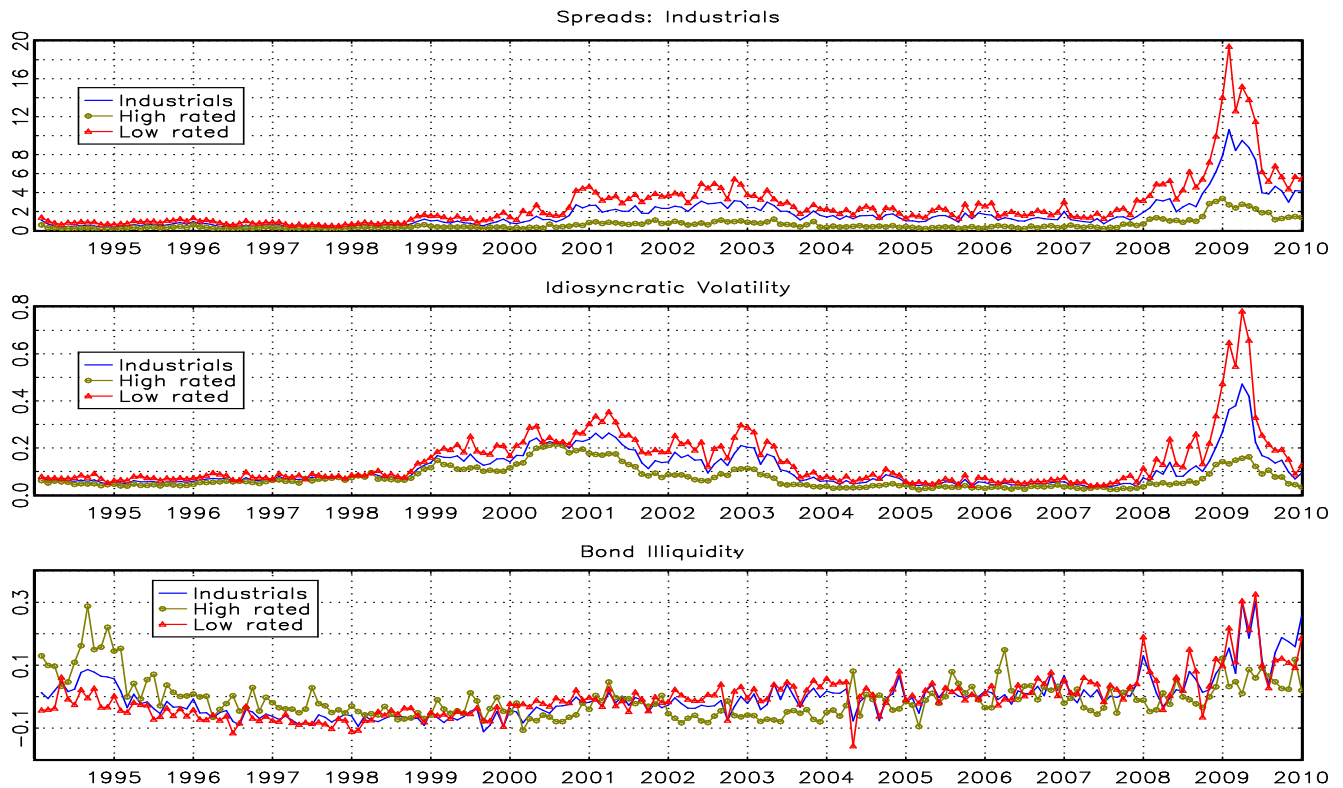 Spreads: Industrials
20
16
12
8
4
2
0
Industrials
High rated
Low rated
1995 1996 1997 1998 1999 2000 2001 2002 2003 2004 2005 2006 2007 2008 2009 2010
Idiosyncratic Volatility
0.8
0.6
0.4
0.2
0.0
Industrials
High rated
Low rated
1995 1996 1997 1998 1999 2000 2001 2002 2003 2004 2005 2006 2007 2008 2009 2010
Bond Illiquidity
0.3
0.1
-0.1
Industrials
High rated
Low rated
1995 1996 1997 1998 1999 2000 2001 2002 2003 2004 2005 2006 2007 2008 2009 2010